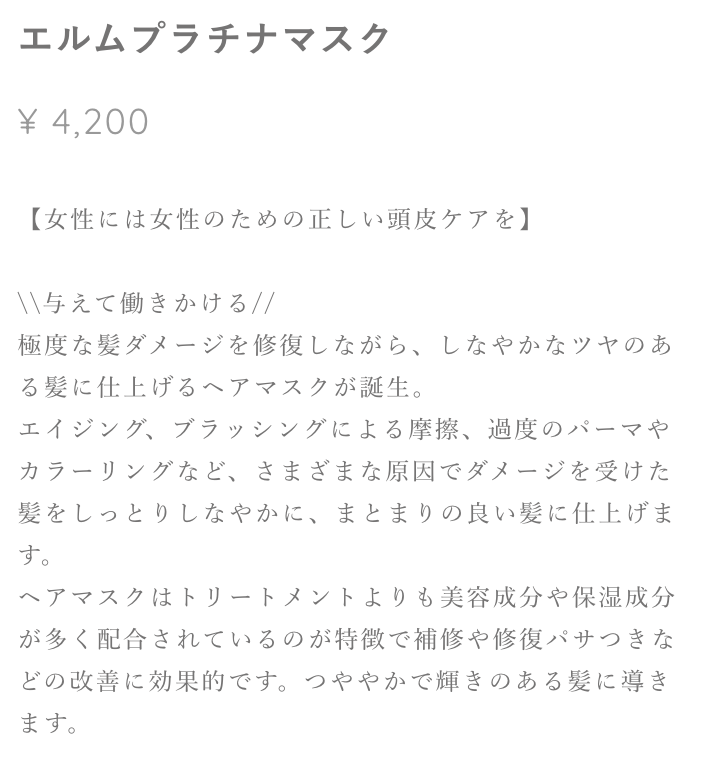 エルムプラチナマスク
¥ 4,200
【女性には女性のための正しい頭皮ケアを】
\\与えて働きかける//
極度な髪ダメージを修復しながら、しなやかなツヤのあ
る髪に仕上げるヘアマスクが誕生。
エイジング、ブラッシングによる摩擦、過度のパーマや
カラーリングなど、さまざまな原因でダメージを受けた
髪をしっとりしなやかに、まとまりの良い髪に仕上げま
す。
ヘアマスクはトリートメントよりも美容成分や保湿成分
が多く配合されているのが特徴で補修や修復パサつきな
どの改善に効果的です。つややかで輝きのある髪に導き
ます。